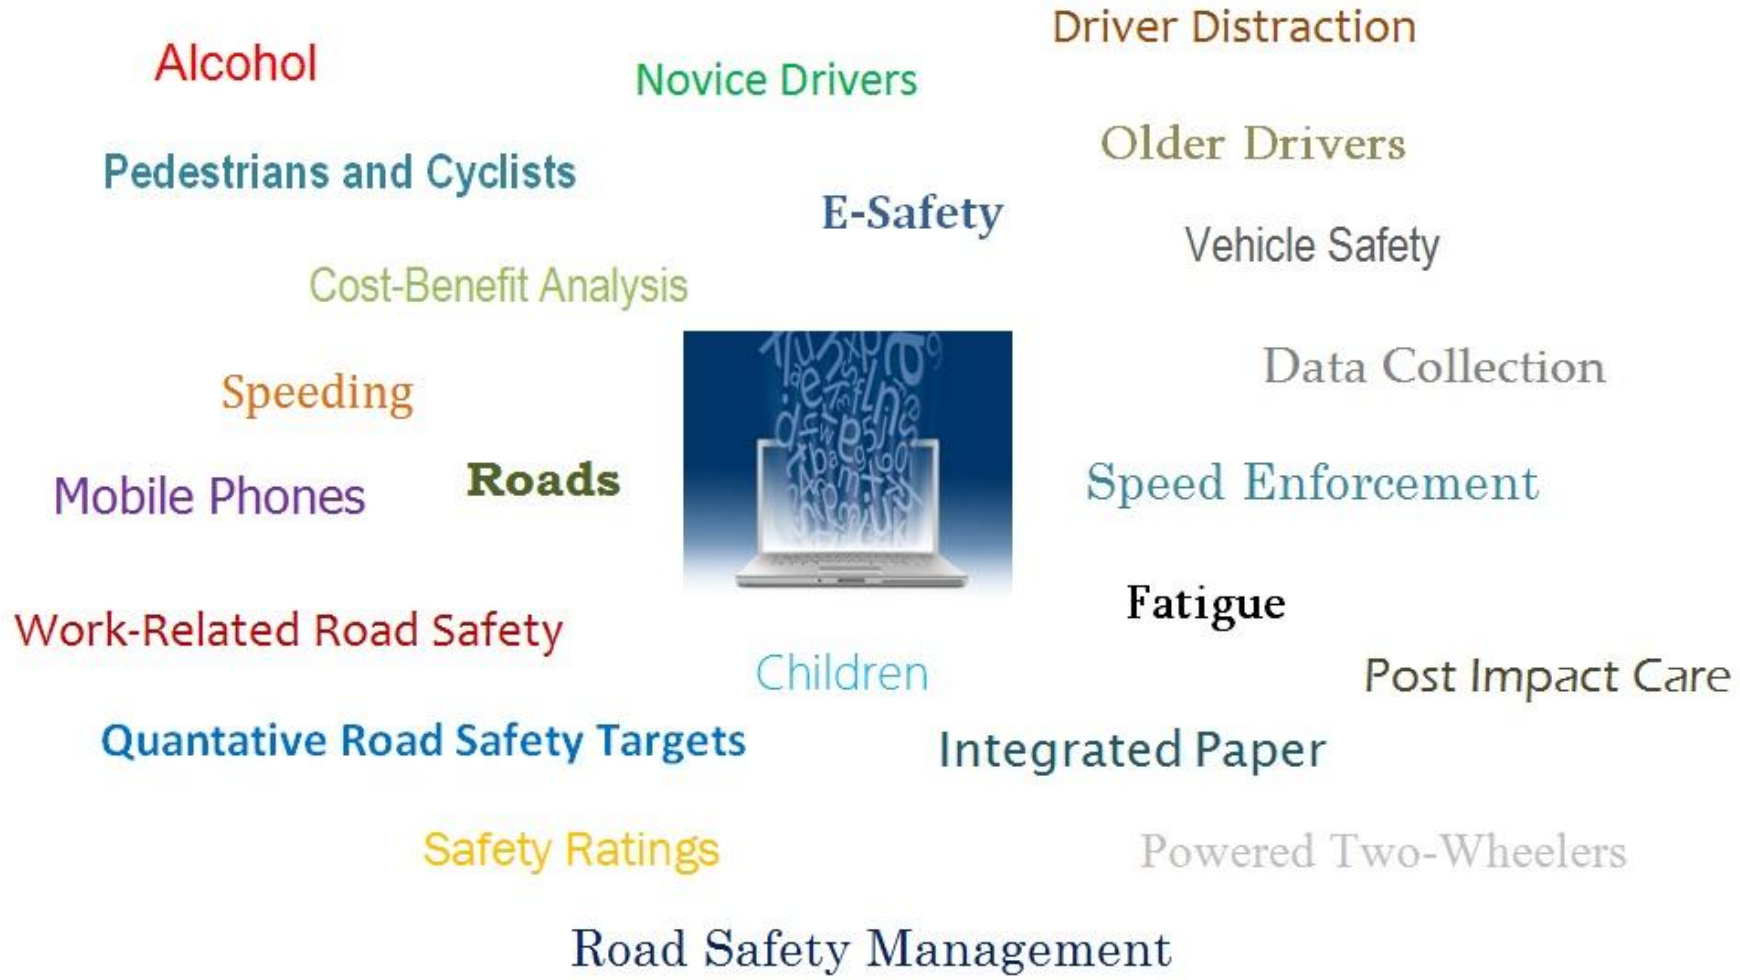 Driver Distraction
Alcohol
Novice Drivers
Older Drivers
Pedestrians and Cyclists
E-Safety
Vehicle Safety
Cost-Benefit Analysis
Data Collection
Speeding
Roads
Speed Enforcement
Mobile Phones
Fatigue
Work-Related Road Safety
Children
Post Impact Care
Quantative Road Safety Targets
Integrated Paper
Safety Ratings
Powered Two-Wheelers
Road Safety Management